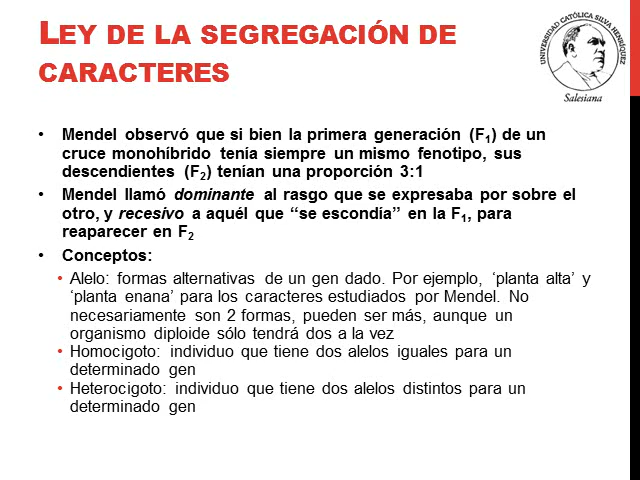 LEY DE LA SEGREGACIÓN DE
CARACTERES
UNIVERSIDAD CATÓLICA SILVA HENRÍQUEZ
Salesiana
• Mendel observó que si bien la primera generación (F₁) de un
cruce monohíbrido tenía siempre un mismo fenotipo, sus
descendientes (F₂) tenían una proporción 3:1
• Mendel llamó dominante al rasgo que se expresaba por sobre el
otro, y recesivo a aquél que “se escondía” en la F₁, para
reaparecer en F₂
• Conceptos:
• Alelo: formas alternativas de un gen dado. Por ejemplo, ‘planta alta’ y
‘planta enana’ para los caracteres estudiados por Mendel. No
necesariamente son 2 formas, pueden ser más, aunque un
organismo diploide sólo tendrá dos a la vez
• Homocigoto: individuo que tiene dos alelos iguales para un
determinado gen
• Heterocigoto: individuo que tiene dos alelos distintos para un
determinado gen